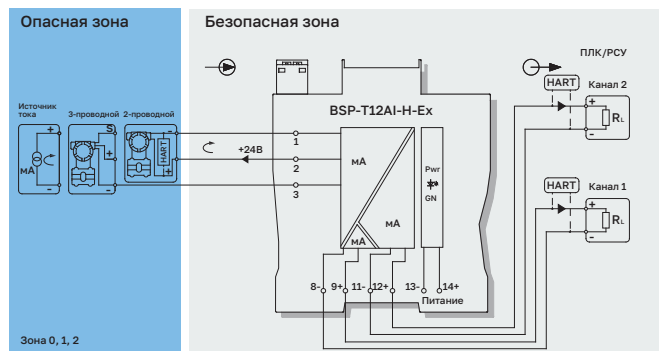 Опасная зона
Безопасная зона
ПЛК/РСУ
HART
Канал 2
+
RL
-
BSP-T12AI-H-Ex
Источник
тока
3-проводной
2-проводной
+
мА
-
S
+
-
-
HART
+
+24В
1
2
3
мА
мА
мА
Pwr
GN
HART
Канал 1
+
RL
-
8-
9+
11-
12+
13-
14+
Питание
Зона 0, 1, 2